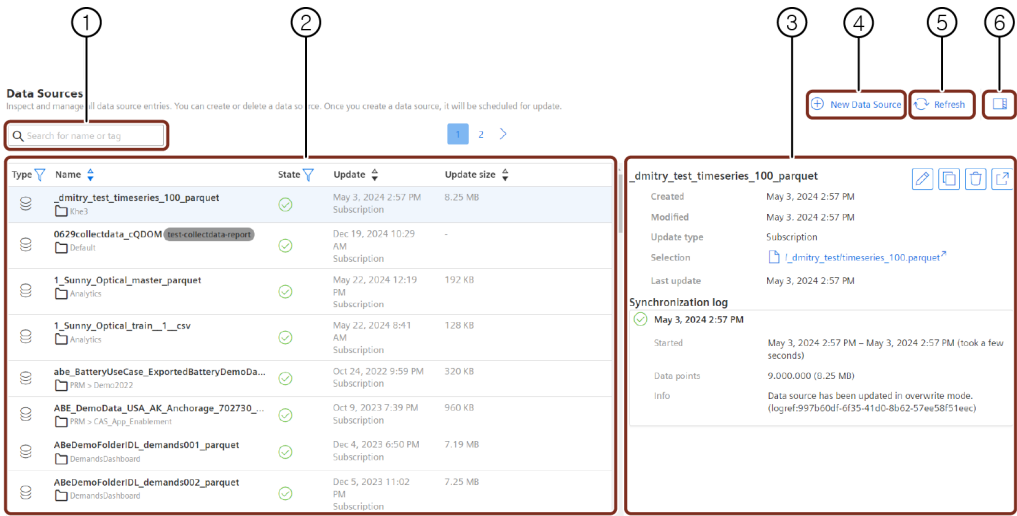 1 2 3 4 5 6
Data Sources
Inspect and manage all data source entries. You can create or delete a data source. Once you create a data source, it will be scheduled for update.
New Data Source
Refresh
Search for name or tag
1 2
Type Name State Update Update size
_dmitry_test_timeseries_100_parquet
Khe3
May 3, 2024 2:57 PM
Subscription
8.25 MB
0629collectdata_cQDOM test-collectdata-report
Default
Dec 19, 2024 10:29
AM
Subscription
-
1_Sunny_Optical_master_parquet
Analytics
May 22, 2024 12:19
PM
Subscription
192 KB
1_Sunny_Optical_train__1__csv
Analytics
May 22, 2024 8:41
AM
Subscription
128 KB
abe_BatteryUseCase_ExportedBatteryDemoDa...
PRM > Demo2022
Oct 24, 2022 9:59 PM
Subscription
320 KB
ABE_DemoData_USA_AK_Anchorage_702730_...
PRM > CAS_App_Enablement
Oct 9, 2023 7:39 PM
Subscription
960 KB
ABeDemoFolderIDL_demands001_parquet
DemandsDashboard
Dec 4, 2023 6:50 PM
Subscription
7.19 MB
ABeDemoFolderIDL_demands002_parquet
DemandsDashboard
Dec 5, 2023 11:02
PM
Subscription
7.25 MB
_dmitry_test_timeseries_100_parquet
Created May 3, 2024 2:57 PM
Modified May 3, 2024 2:57 PM
Update type Subscription
Selection !_dmitry_test/timeseries_100.parquet
Last update May 3, 2024 2:57 PM
Synchronization log
May 3, 2024 2:57 PM
Started May 3, 2024 2:57 PM – May 3, 2024 2:57 PM (took a few
seconds)
Data points 9.000.000 (8.25 MB)
Info Data source has been updated in overwrite mode.
(logref:997b60df-6f35-41d0-8b62-57ee58f51eec)